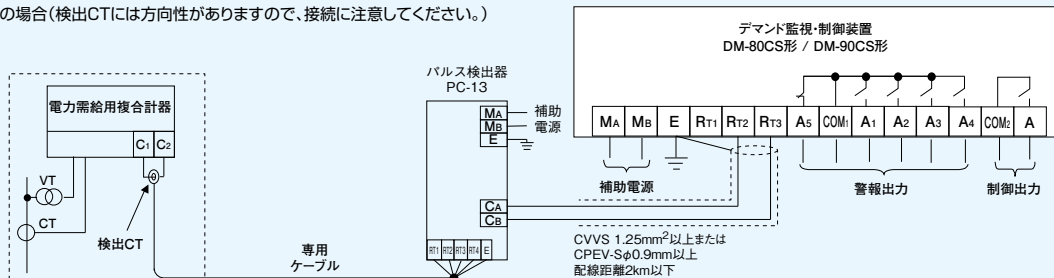 の場合(検出CTには方向性がありますので、接続に注意してください。)
デマンド監視・制御装置
DM-80CS形 / DM-90CS形
パルス検出器
PC-13
電力需給用複合計器
C1 C2
VT
CT
検出CT
専用
ケーブル
MA
MB
E
補助
電源
CA
CB
RT1 RT2 RT3 RT4 E
MA MB E RT1 RT2 RT3 A5 COM1 A1 A2 A3 A4 COM2 A
補助電源
警報出力
制御出力
CVVS 1.25mm2以上または
CPEV-Sφ0.9mm以上
配線距離2km以下